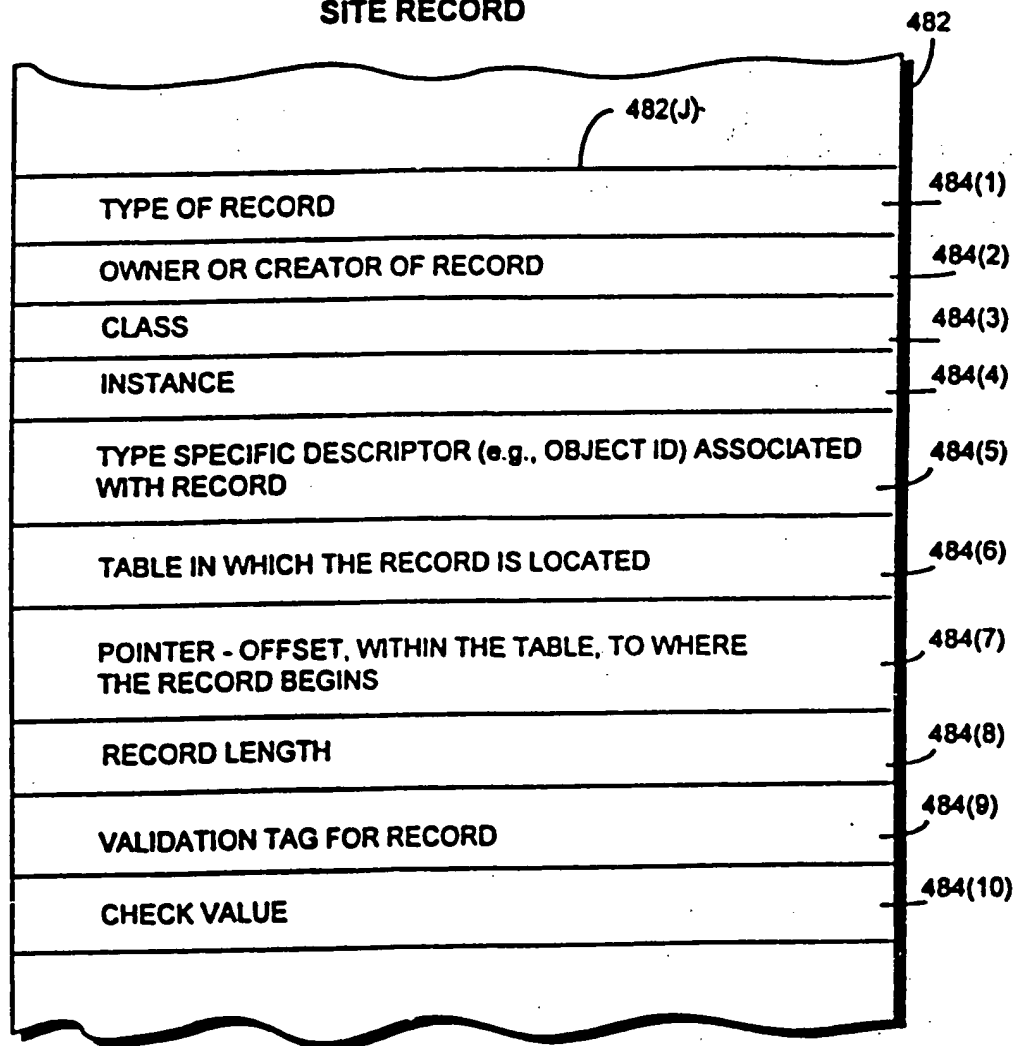 SITE RECORD
482
482(J)
TYPE OF RECORD
484(1)
OWNER OR CREATOR OF RECORD
484(2)
CLASS
484(3)
INSTANCE
484(4)
TYPE SPECIFIC DESCRIPTOR (e.g., OBJECT ID) ASSOCIATED
WITH RECORD
484(5)
TABLE IN WHICH THE RECORD IS LOCATED
484(6)
POINTER - OFFSET, WITHIN THE TABLE, TO WHERE
THE RECORD BEGINS
484(7)
RECORD LENGTH
484(8)
VALIDATION TAG FOR RECORD
484(9)
CHECK VALUE
484(10)